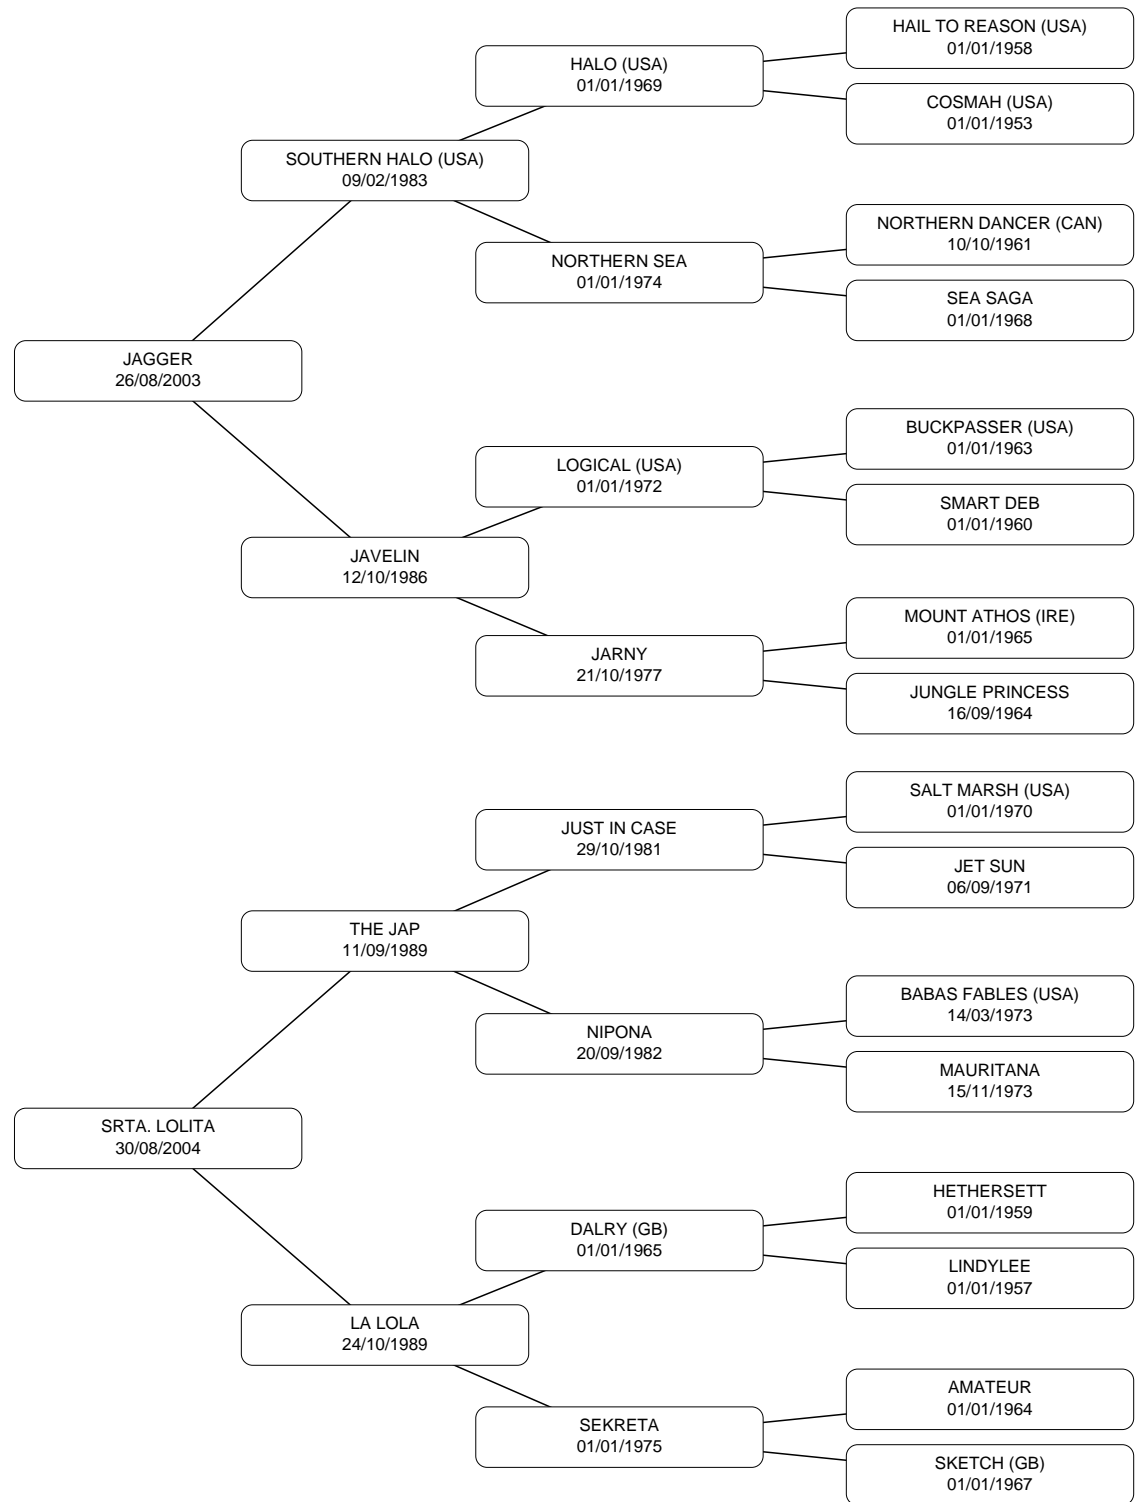 HAIL TO REASON (USA)
01/01/1958
HALO (USA)
01/01/1969
COSMAH (USA)
01/01/1953
SOUTHERN HALO (USA)
09/02/1983
NORTHERN DANCER (CAN)
10/10/1961
NORTHERN SEA
01/01/1974
SEA SAGA
01/01/1968
JAGGER
26/08/2003
BUCKPASSER (USA)
01/01/1963
LOGICAL (USA)
01/01/1972
SMART DEB
01/01/1960
JAVELIN
12/10/1986
MOUNT ATHOS (IRE)
01/01/1965
JARNY
21/10/1977
JUNGLE PRINCESS
16/09/1964
SALT MARSH (USA)
01/01/1970
JUST IN CASE
29/10/1981
JET SUN
06/09/1971
THE JAP
11/09/1989
BABAS FABLES (USA)
14/03/1973
NIPONA
20/09/1982
MAURITANA
15/11/1973
SRTA. LOLITA
30/08/2004
HETHERSETT
01/01/1959
DALRY (GB)
01/01/1965
LINDYLEE
01/01/1957
LA LOLA
24/10/1989
AMATEUR
01/01/1964
SEKRETA
01/01/1975
SKETCH (GB)
01/01/1967